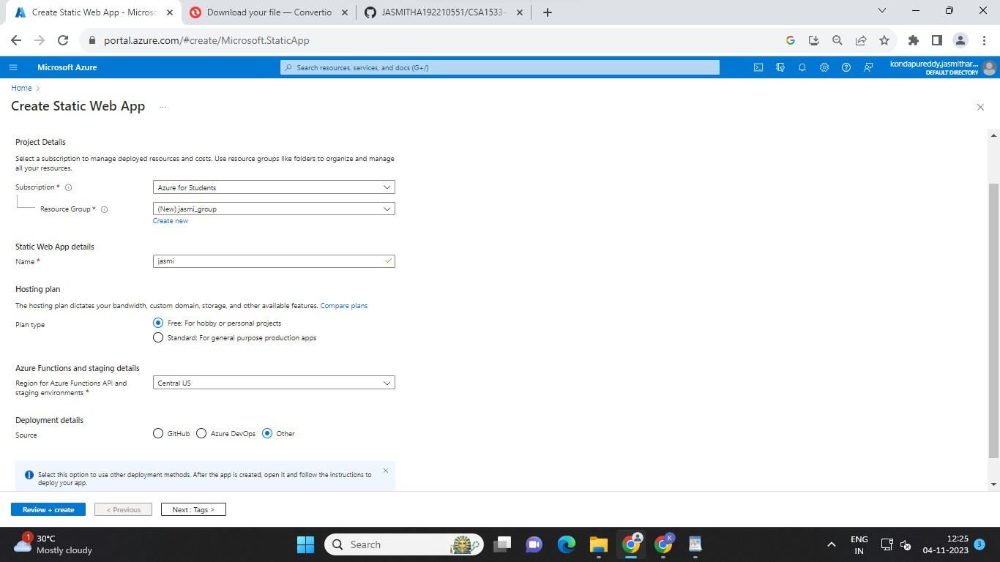 Create Static Web App - Microsc
Download your file — Convertio
JASMITHA192210551/CSA1533-
portal.azure.com/#create/Microsoft.StaticApp
Microsoft Azure
Search resources, services, and docs (G+/)
kondapureddy.jasmithar...
DEFAULT DIRECTORY
Home >
Create Static Web App ...
Project Details
Select a subscription to manage deployed resources and costs. Use resource groups like folders to organize and manage
all your resources.
Subscription *
Azure for Students
Resource Group *
(New) jasmi_group
Create new
Static Web App details
Name *
jasmi
Hosting plan
The hosting plan dictates your bandwidth, custom domain, storage, and other available features. Compare plans
Plan type
Free: For hobby or personal projects
Standard: For general purpose production apps
Azure Functions and staging details
Region for Azure Functions API and
staging environments *
Central US
Deployment details
Source
GitHub
Azure DevOps
Other
Select this option to use other deployment methods. After the app is created, open it and follow the instructions to
deploy your app.
Review + create
< Previous
Next : Tags >
1
30°C
Mostly cloudy
Search
K
ENG
IN
12:25
04-11-2023
3